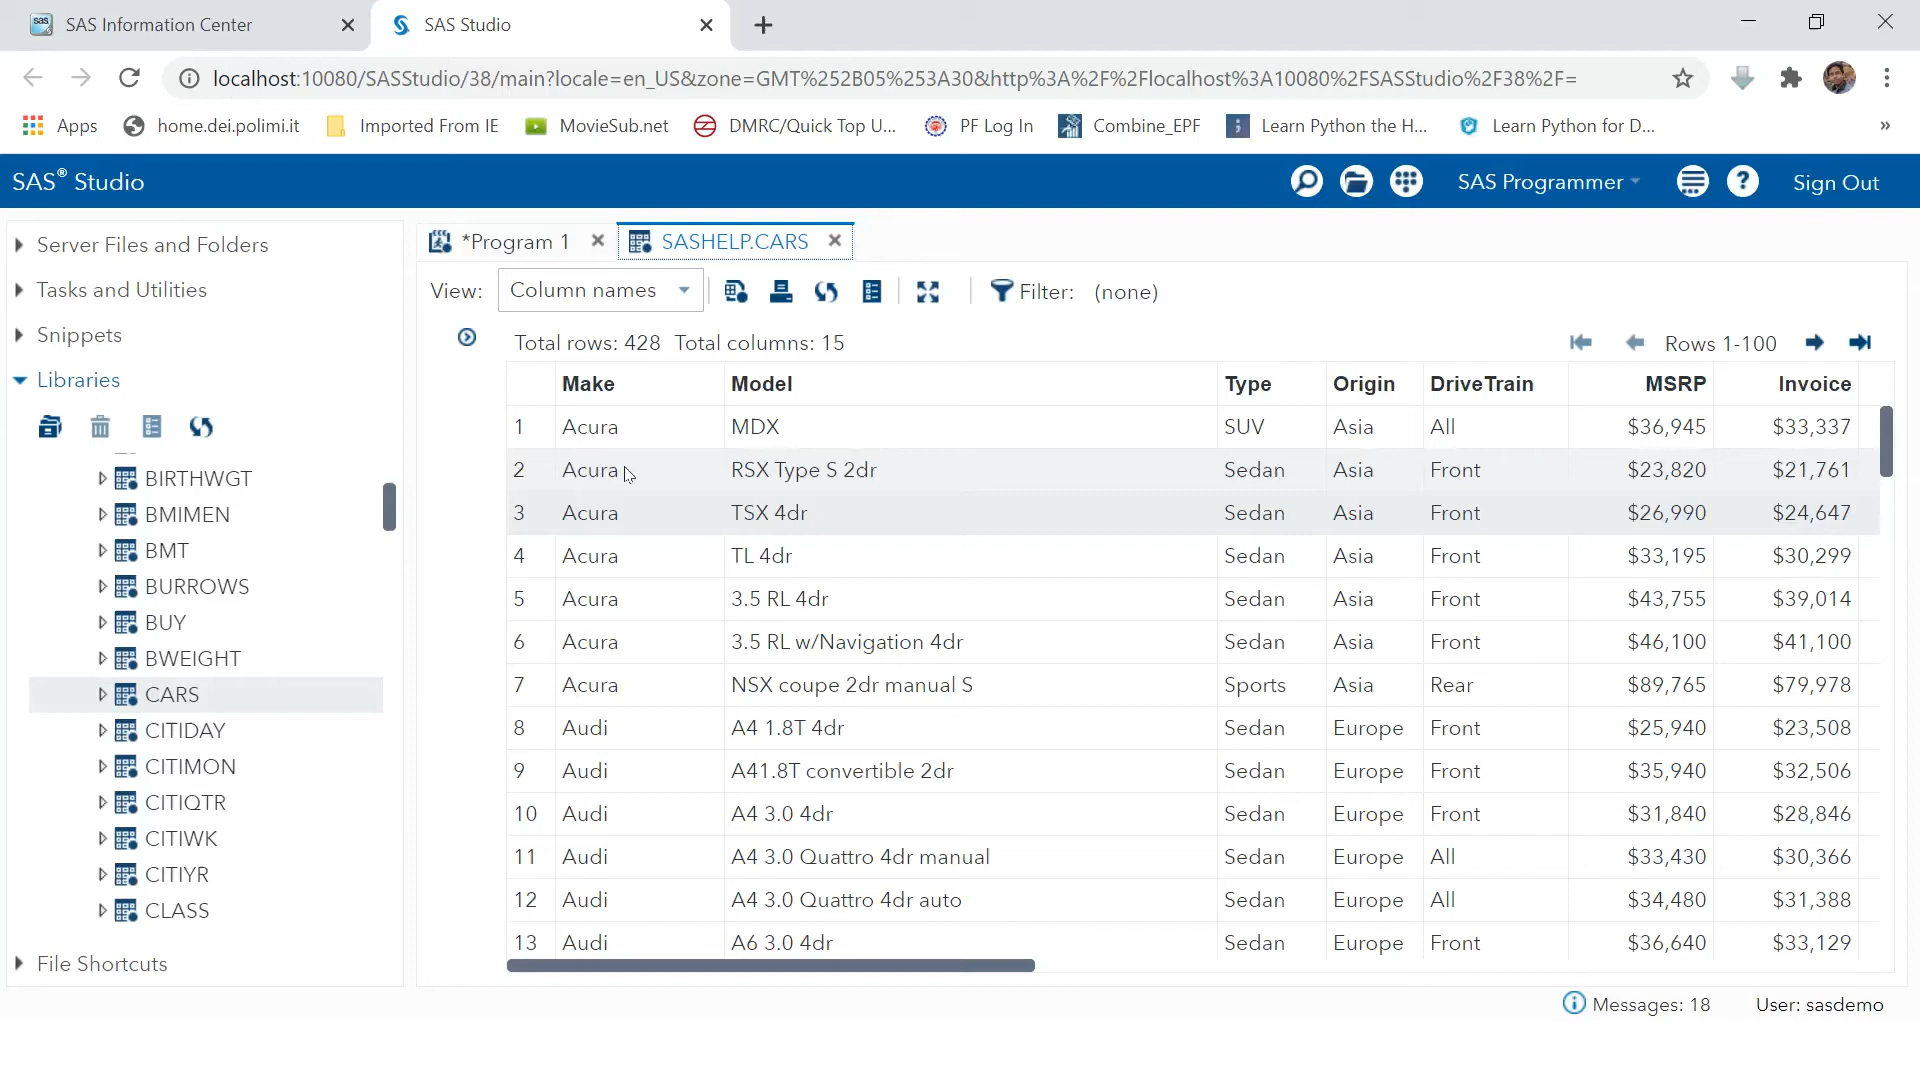 SAS Information Center
SAS Studio
localhost:10080/SASStudio/38/main?locale=en_US&zone=GMT%252B05%253A30&http%3A%2F%2Flocalhost%3A10080%2FSASStudio%2F38%2F=
Apps home.dei.polimi.it Imported From IE MovieSub.net DMRC/Quick Top U... PF Log In Combine_EPF Learn Python the H... Learn Python for D... »
SAS® Studio
SAS Programmer
Sign Out
Server Files and Folders
Tasks and Utilities
Snippets
Libraries
BIRTHWGT
BMIMEN
BMT
BURROWS
BUY
BWEIGHT
CARS
CITIDAY
CITIMON
CITIQTR
CITIWK
CITIYR
CLASS
File Shortcuts
*Program 1
SASHELP.CARS
View: Column names Filter: (none)
Total rows: 428 Total columns: 15 Rows 1-100
Make Model Type Origin DriveTrain MSRP Invoice
1 Acura MDX SUV Asia All $36,945 $33,337
2 Acura RSX Type S 2dr Sedan Asia Front $23,820 $21,761
3 Acura TSX 4dr Sedan Asia Front $26,990 $24,647
4 Acura TL 4dr Sedan Asia Front $33,195 $30,299
5 Acura 3.5 RL 4dr Sedan Asia Front $43,755 $39,014
6 Acura 3.5 RL w/Navigation 4dr Sedan Asia Front $46,100 $41,100
7 Acura NSX coupe 2dr manual S Sports Asia Rear $89,765 $79,978
8 Audi A4 1.8T 4dr Sedan Europe Front $25,940 $23,508
9 Audi A41.8T convertible 2dr Sedan Europe Front $35,940 $32,506
10 Audi A4 3.0 4dr Sedan Europe Front $31,840 $28,846
11 Audi A4 3.0 Quattro 4dr manual Sedan Europe All $33,430 $30,366
12 Audi A4 3.0 Quattro 4dr auto Sedan Europe All $34,480 $31,388
13 Audi A6 3.0 4dr Sedan Europe Front $36,640 $33,129
Messages: 18 User: sasdemo